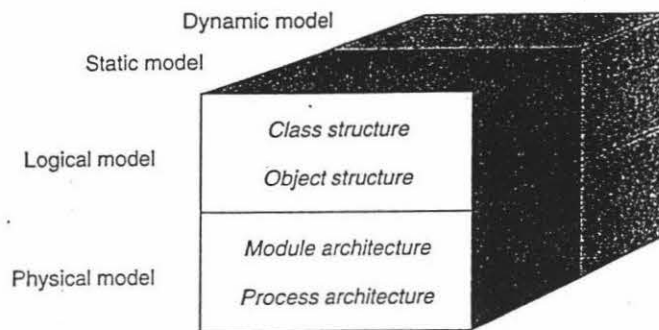 Dynamic model
Static model
Class structure
Logical model
Object structure
Module architecture
Physical model
Process architecture